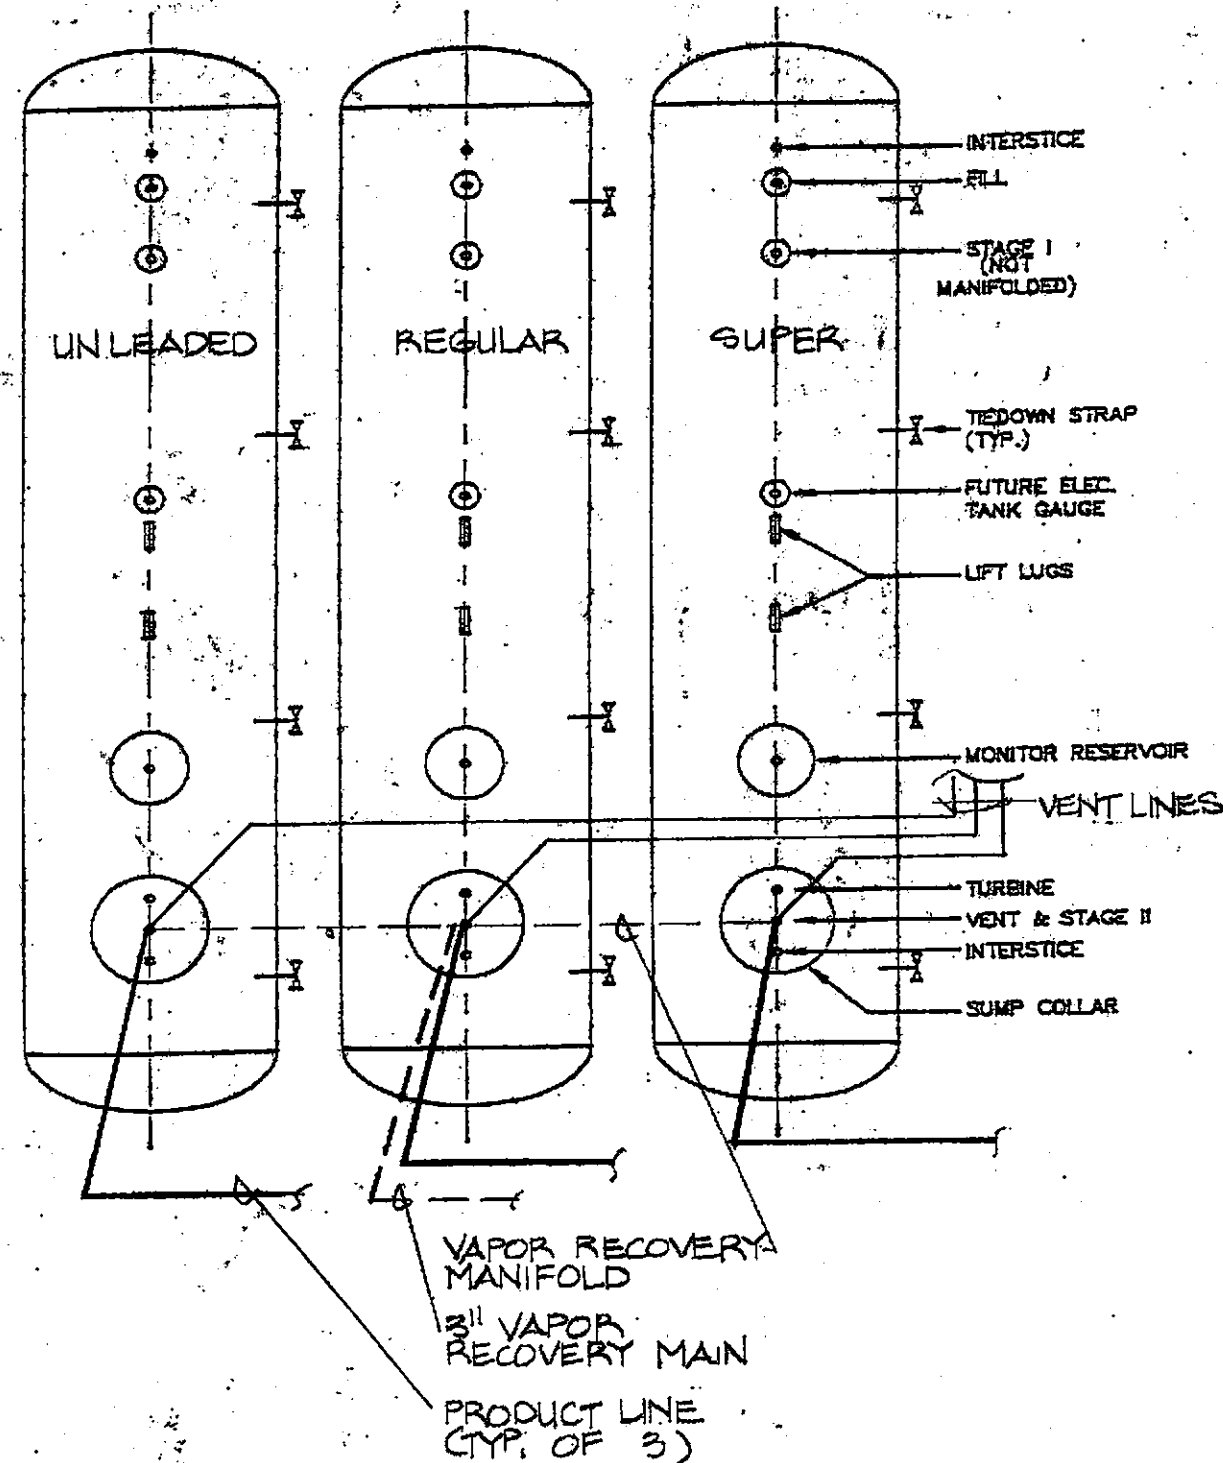 INTERSTICE
FILL
STAGE I
(NOT
MANIFOLDED)
UNLEADED
REGULAR
SUPER
TIEDOWN STRAP
(TYP.)
FUTURE ELEC.
TANK GAUGE
LIFT LUGS
MONITOR RESERVOIR
VENT LINES
TURBINE
VENT & STAGE II
INTERSTICE
SUMP COLLAR
VAPOR RECOVERY
MANIFOLD
3" VAPOR
RECOVERY MAIN
PRODUCT LINE
(TYP. OF 3)